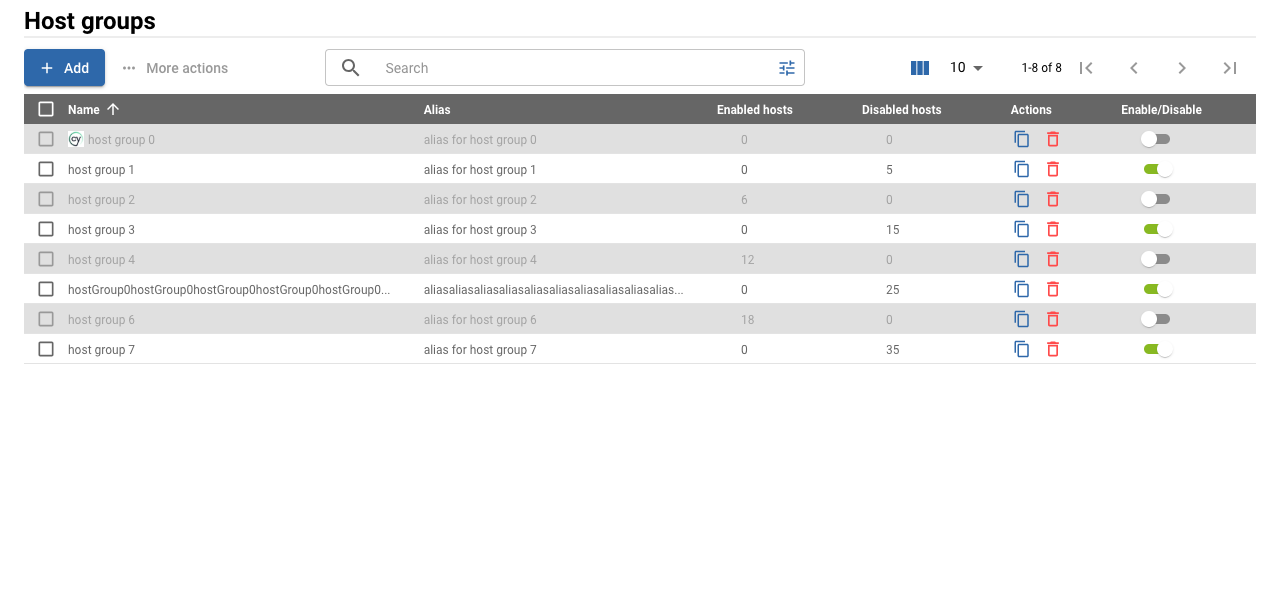 Host groups
Add
More actions
Search
10
1-8 of 8
Name Alias Enabled hosts Disabled hosts Actions Enable/Disable
cy host group 0 alias for host group 0 0 0
host group 1 alias for host group 1 0 5
host group 2 alias for host group 2 6 0
host group 3 alias for host group 3 0 15
host group 4 alias for host group 4 12 0
hostGroup0hostGroup0hostGroup0hostGroup0hostGroup0... aliasaliasaliasaliasaliasaliasaliasaliasaliasalias... 0 25
host group 6 alias for host group 6 18 0
host group 7 alias for host group 7 0 35